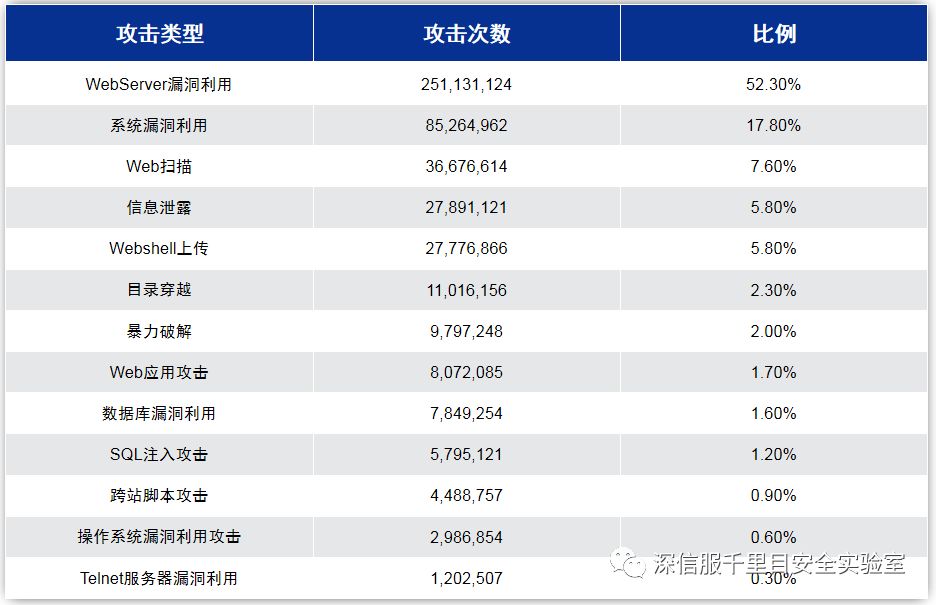 攻击类型 攻击次数 比例
WebServer漏洞利用 251,131,124 52.30%
系统漏洞利用 85,264,962 17.80%
Web扫描 36,676,614 7.60%
信息泄露 27,891,121 5.80%
Webshell上传 27,776,866 5.80%
目录穿越 11,016,156 2.30%
暴力破解 9,797,248 2.00%
Web应用攻击 8,072,085 1.70%
数据库漏洞利用 7,849,254 1.60%
SQL注入攻击 5,795,121 1.20%
跨站脚本攻击 4,488,757 0.90%
操作系统漏洞利用攻击 2,986,854 0.60%
深信服千里目安全实验室
Telnet服务器漏洞利用 1,202,507 0.30%